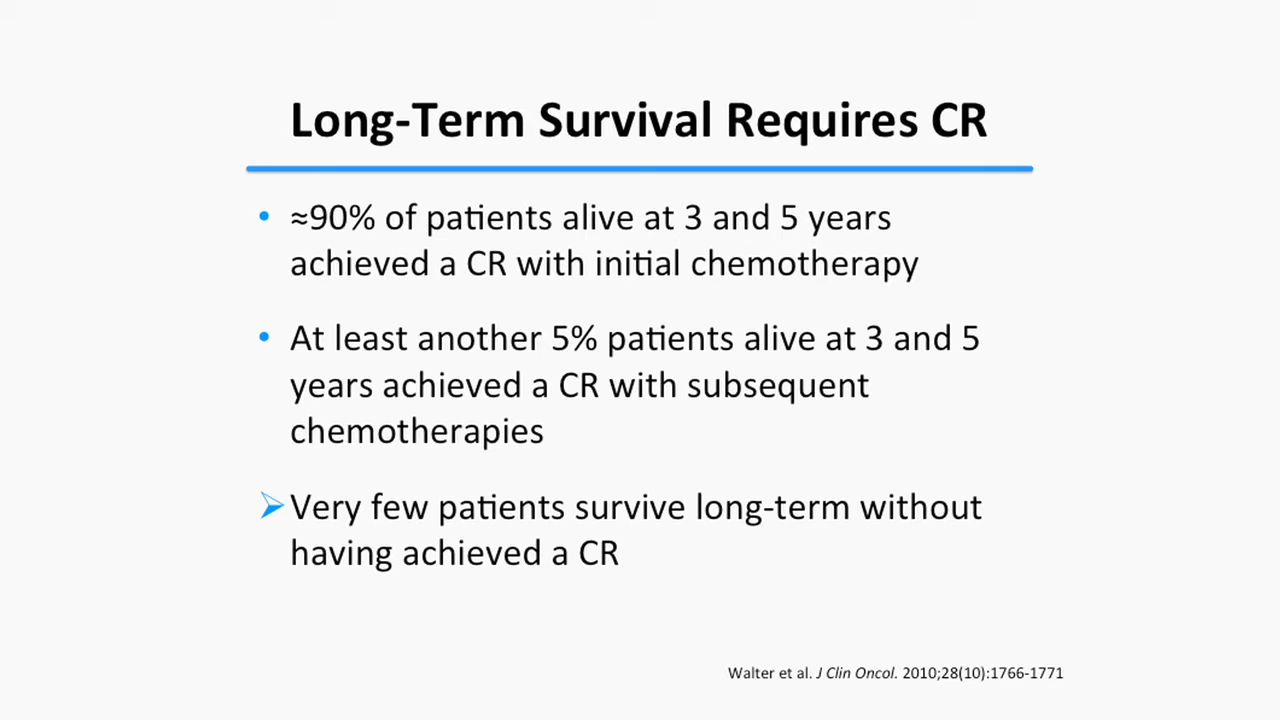 Long-Term Survival Requires CR
• ≈90% of patients alive at 3 and 5 years
achieved a CR with initial chemotherapy
• At least another 5% patients alive at 3 and 5
years achieved a CR with subsequent
chemotherapies
➢ Very few patients survive long-term without
having achieved a CR
Walter et al. J Clin Oncol. 2010;28(10):1766-1771